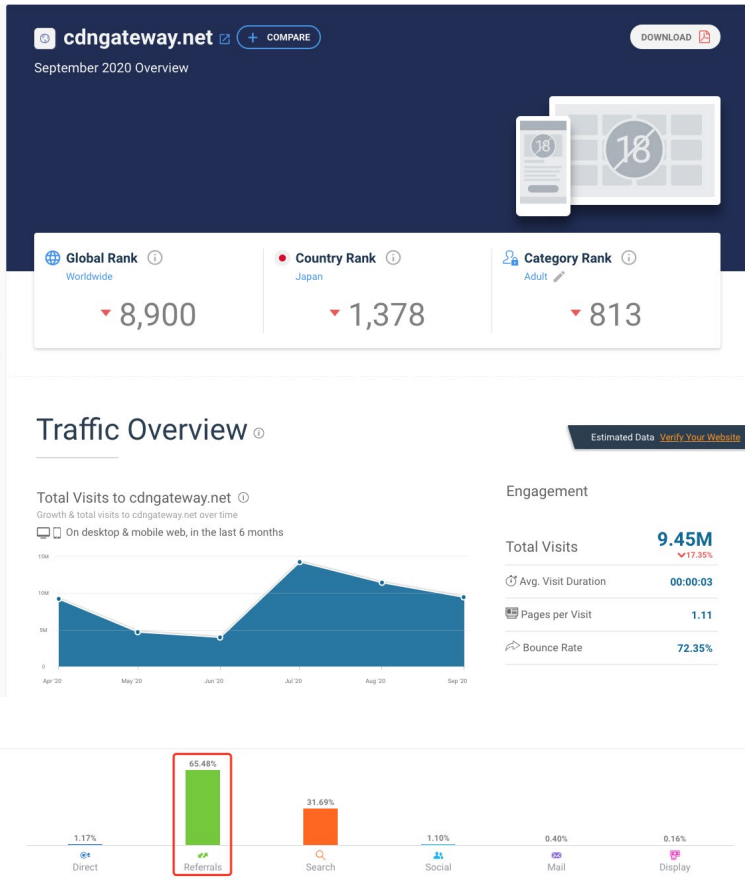 cdngateway.net + COMPARE
DOWNLOAD
September 2020 Overview
18
18
Global Rank
Worldwide
8,900
Country Rank
Japan
1,378
Category Rank
Adult
813
Traffic Overview
Estimated Data Verify Your Website
Total Visits to cdngateway.net
Growth & total visits to cdngateway.net over time
On desktop & mobile web, in the last 6 months
15M
10M
5M
0
Apr '20 May '20 Jun '20 Jul '20 Aug '20 Sep '20
Engagement
Total Visits 9.45M
17.35%
Avg. Visit Duration 00:00:03
Pages per Visit 1.11
Bounce Rate 72.35%
1.17% 65.48% 31.69% 1.10% 0.40% 0.16%
Direct Referrals Search Social Mail Display